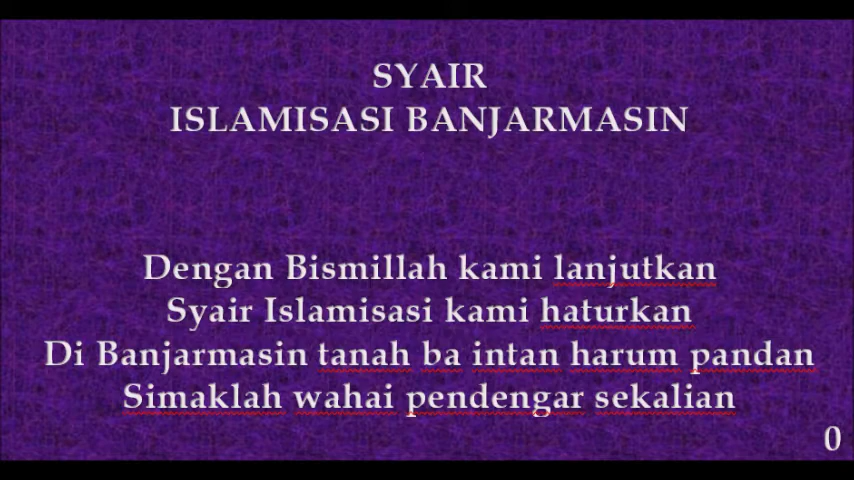 SYAIR
ISLAMISASI BANJARMASIN
Dengan Bismillah kami lanjutkan
Syair Islamisasi kami haturkan
Di Banjarmasin tanah ba intan harum pandan
Simaklah wahai pendengar sekalian
0